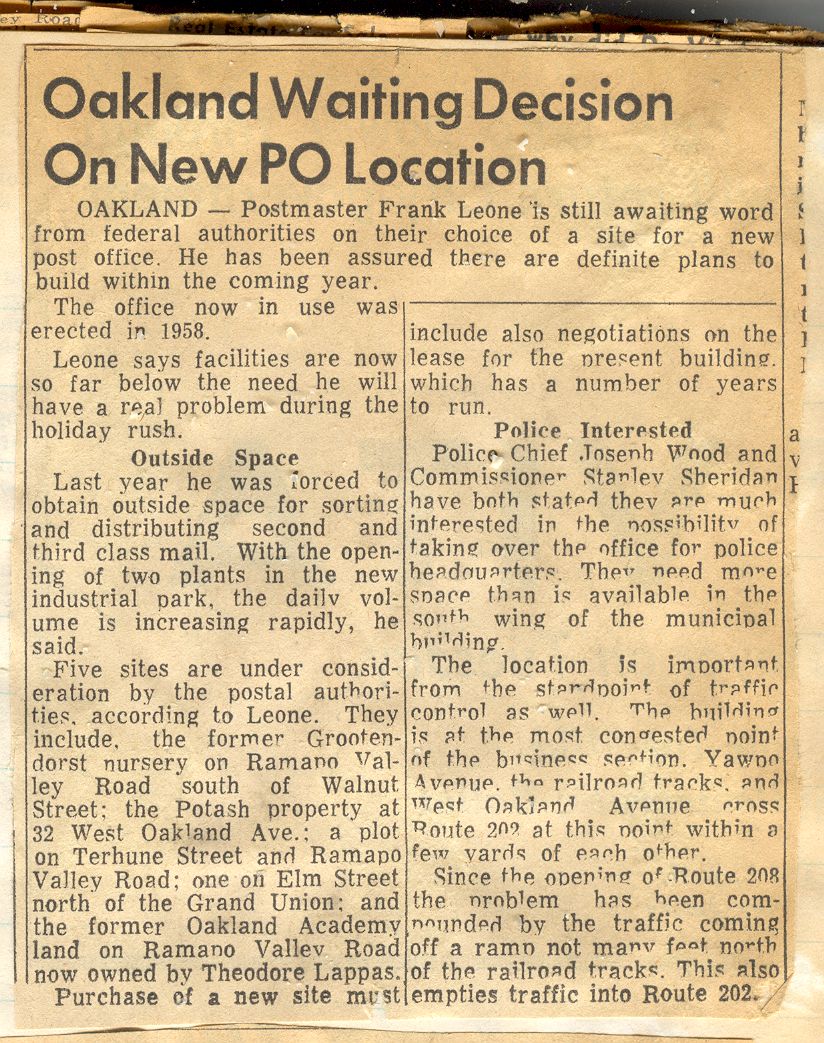 Oakland Waiting Decision
On New PO Location
OAKLAND — Postmaster Frank Leone is still awaiting word
from federal authorities on their choice of a site for a new
post office. He has been assured there are definite plans to
build within the coming year.
The office now in use was
erected in 1958.
Leone says facilities are now
so far below the need he will
have a real problem during the
holiday rush.
Outside Space
Last year he was forced to
obtain outside space for sorting
and distributing second and
third class mail. With the open-
ing of two plants in the new
industrial park, the daily vol-
ume is increasing rapidly, he
said.
Five sites are under consid-
eration by the postal authori-
ties, according to Leone. They
include, the former Grooten-
dorst nursery on Ramapo Val-
ley Road south of Walnut
Street; the Potash property at
32 West Oakland Ave.; a plot
on Terhune Street and Ramapo
Valley Road; one on Elm Street
north of the Grand Union; and
the former Oakland Academy
land on Ramapo Valley Road
now owned by Theodore Lappas.
Purchase of a new site must
include also negotiations on the
lease for the present building,
which has a number of years
to run.
Police Interested
Police Chief Joseph Wood and
Commissioner Stanley Sheridan
have both stated they are much
interested in the possibility of
taking over the office for police
headquarters. They need more
space than is available in the
south wing of the municipal
building.
The location is important
from the standpoint of traffic
control as well. The building
is at the most congested point
of the business section. Yawpo
Avenue, the railroad tracks, and
West Oakland Avenue cross
Route 202 at this point within a
few yards of each other.
Since the opening of Route 208
the problem has been com-
pounded by the traffic coming
off a ramp not many feet north
of the railroad tracks. This also
empties traffic into Route 202.